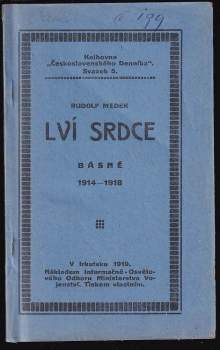 Knihovna
„Československého Denníku“.
Svazek 5.
RUDOLF MEDEK
LVÍ SRDCE
BÁSNĚ
1914-1918
V Irkutsku 1919.
Nákladem Informačně-Osvěto-
vého Odboru Ministerstva Vo-
jenství. Tiskem vlastním.